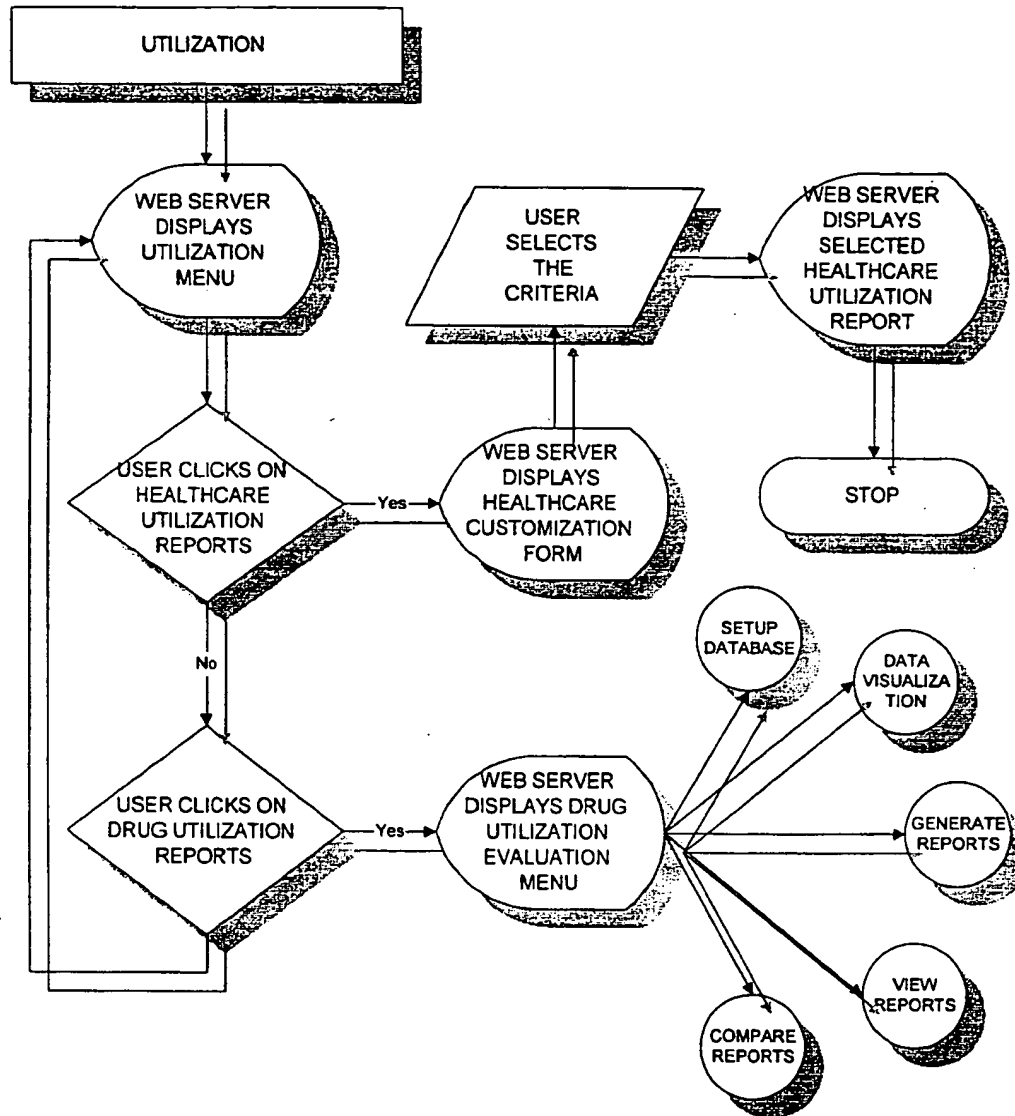 UTILIZATION
WEB SERVER
DISPLAYS
UTILIZATION
MENU
USER
SELECTS
THE
CRITERIA
WEB SERVER
DISPLAYS
SELECTED
HEALTHCARE
UTILIZATION
REPORT
USER CLICKS ON
HEALTHCARE
UTILIZATION
REPORTS
Yes
WEB SERVER
DISPLAYS
HEALTHCARE
CUSTOMIZATION
FORM
STOP
No
SETUP
DATABASE
DATA
VISUALIZA
TION
USER CLICKS ON
DRUG UTILIZATION
REPORTS
Yes
WEB SERVER
DISPLAYS DRUG
UTILIZATION
EVALUATION
MENU
GENERATE
REPORTS
VIEW
REPORTS
COMPARE
REPORTS